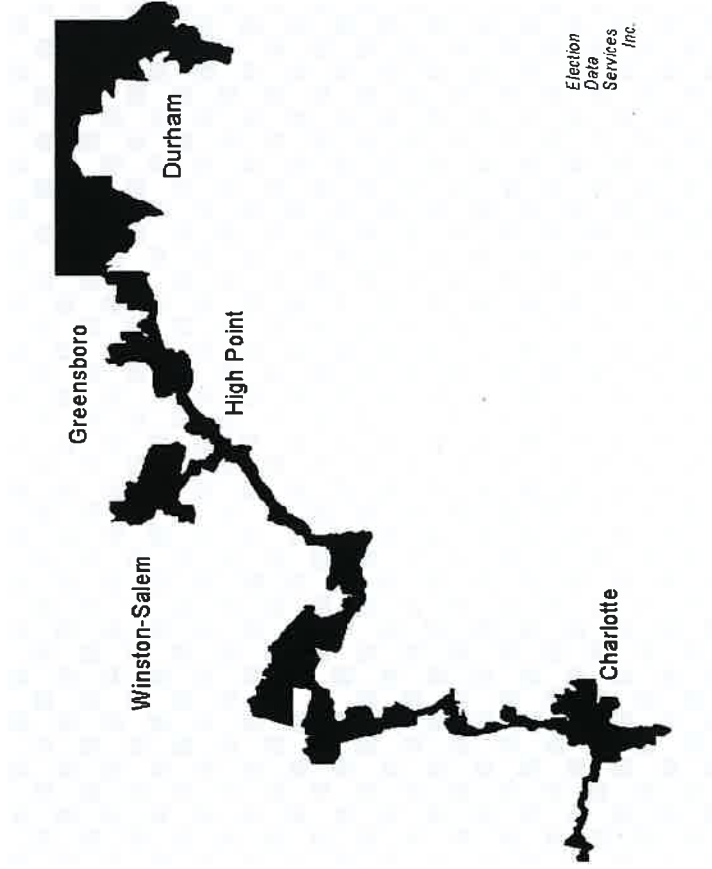 Greensboro
Durham
Winston-Salem
High Point
Charlotte
Election
Data
Services
Inc.